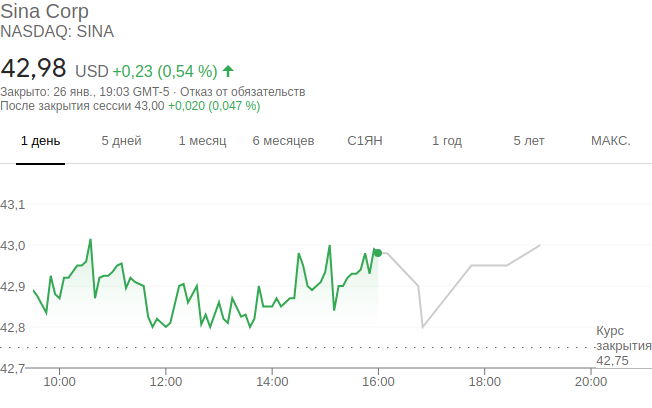 Sina Corp
NASDAQ: SINA
42,98 USD +0,23 (0,54 %)
Закрыто: 26 янв., 19:03 GMT-5 · Отказ от обязательств
После закрытия сессии 43,00 +0,020 (0,047 %)
1 день 5 дней 1 месяц 6 месяцев С1ЯН 1 год 5 лет МАКС.
43,1
43,0
42,9
42,8
Курс
закрытия
42,75
42,7
10:00 12:00 14:00 16:00 18:00 20:00